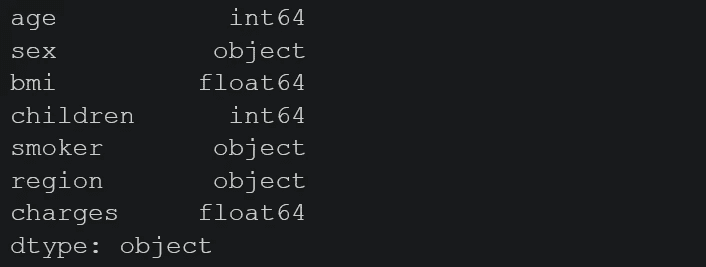 age             int64
sex            object
bmi           float64
children        int64
smoker         object
region         object
charges       float64
dtype: object